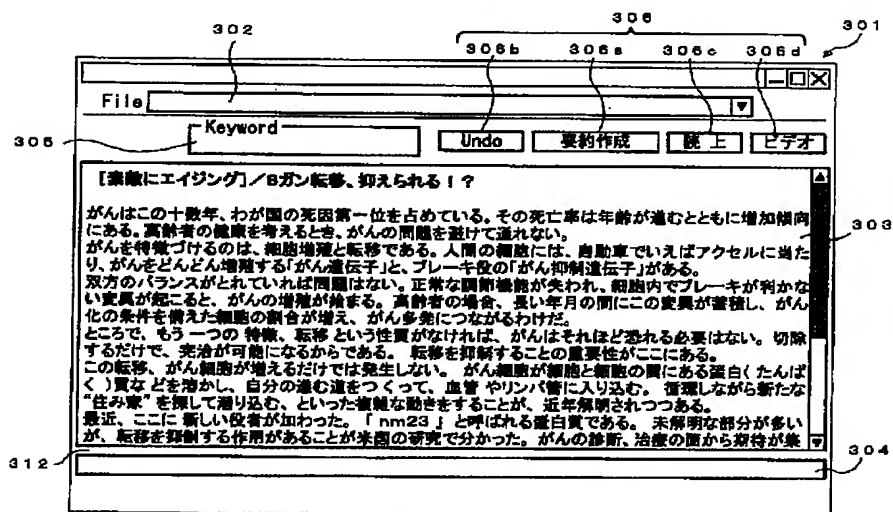 306
302
306b 306a 306c 306d
301
File
305
Keyword
Undo 要約作成 読上 ビデオ
[素敵にエイジング]／8ガン転移、抑えられる！？
303
がんはこの十数年、わが国の死因第一位を占めている。その死亡率は年齢が進むとともに増加傾向
にある。高齢者の健康を考えるとき、がんの問題を避けて通れない。
がんを特徴づけるのは、細胞増殖と転移である。人間の細胞には、自動車でいえばアクセルに当た
り、がんをどんどん増殖する「がん遺伝子」と、ブレーキ役の「がん抑制遺伝子」がある。
双方のバランスがとれていれば問題はない。正常な調節機能が失われ、細胞内でブレーキが利かな
い変異が起こると、がんの増殖が始まる。高齢者の場合、長い年月の間にこの変異が蓄積し、がん
化の条件を備えた細胞の割合が増え、がん多発につながるわけだ。
ところで、もう一つの 特徴、転移 という性質がなければ、がんはそれほど恐れる必要はない。切除
するだけで、完治が可能になるからである。 転移を抑制することの重要性がここにある。
この転移、がん細胞が増えるだけでは発生しない。 がん細胞が細胞と細胞の間にある蛋白( たんぱ
く )質な どを溶かし、自分の進む道をつくって、血管 やリンパ管に入り込む。 循環しながら新たな
“住み家”を探して潜り込む、といった複雑な動きをすることが、近年解明されつつある。
最近、ここに 新しい役者が加わった。「 nm23 」と呼ばれる蛋白質である。 未解明な部分が多い
が、転移を抑制する作用があることが米国の研究で分かった。がんの診断、治療の面から期待が集
312
304